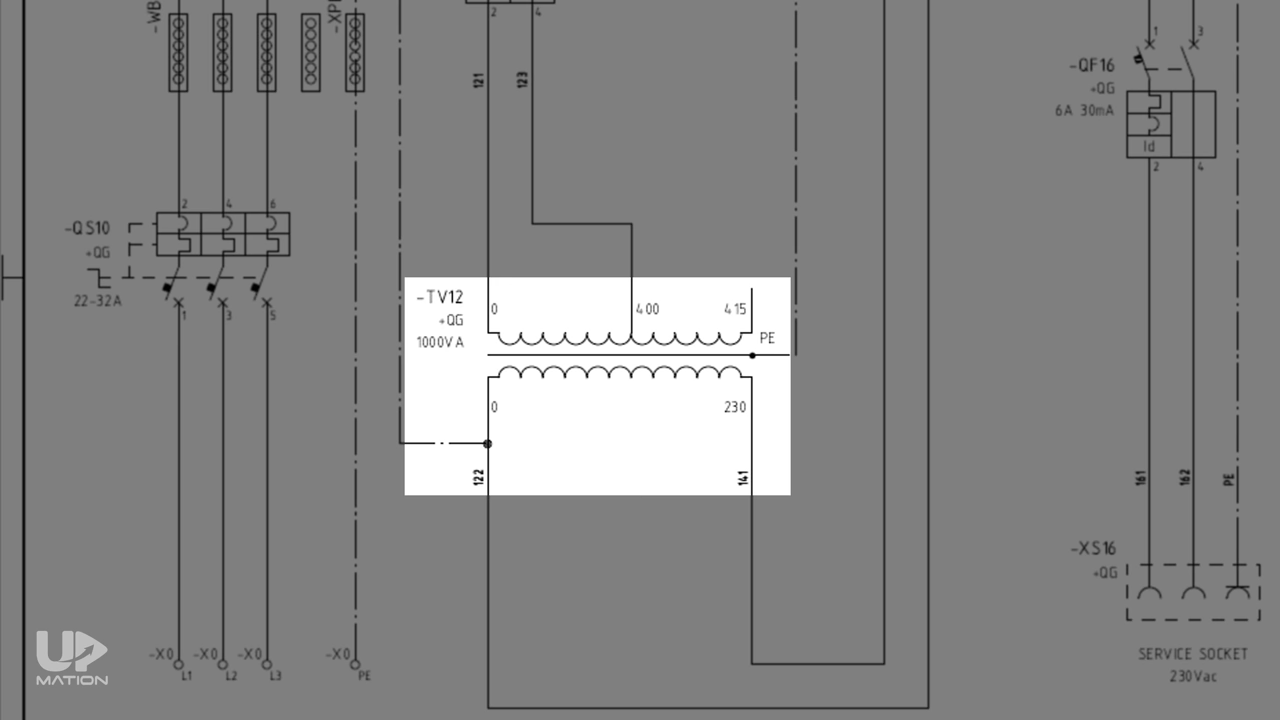 -WB
-XP
2
4
121
123
1
3
-QF16
+QG
6A 30mA
Id
2
4
2
4
6
-QS10
+QG
22-32A
1
3
5
-TV12
+QG
1000VA
0
400
415
PE
0
230
122
141
161
162
PE
-XS16
+QG
SERVICE SOCKET
230Vac
-X0
-X0
-X0
-X0
L1
L2
L3
PE
UP
MATION